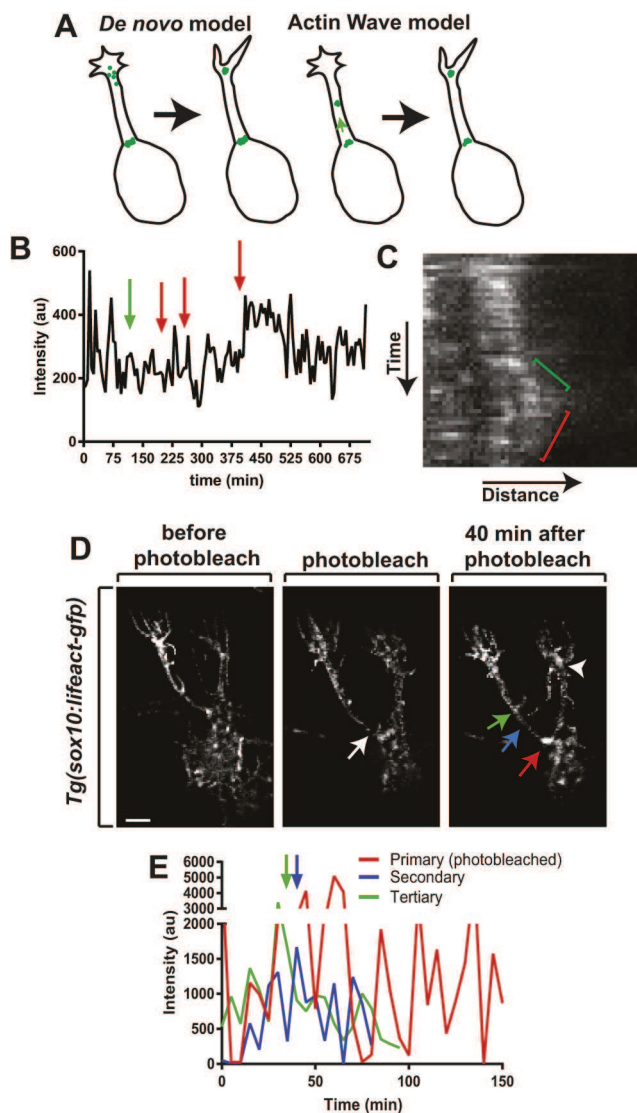 A
De novo model
Actin Wave model
B
Intensity (au)
600
400
200
0
0 75 150 225 300 375 450 525 600 675
time (min)
C
Time
Distance
D
before photobleach
photobleach
40 min after photobleach
Tg(sox10:lifeact-gfp)
E
Intensity (au)
6000
5000
4000
3000
2000
1500
1000
500
0
0 50 100 150
Time (min)
Primary (photobleached)
Secondary
Tertiary